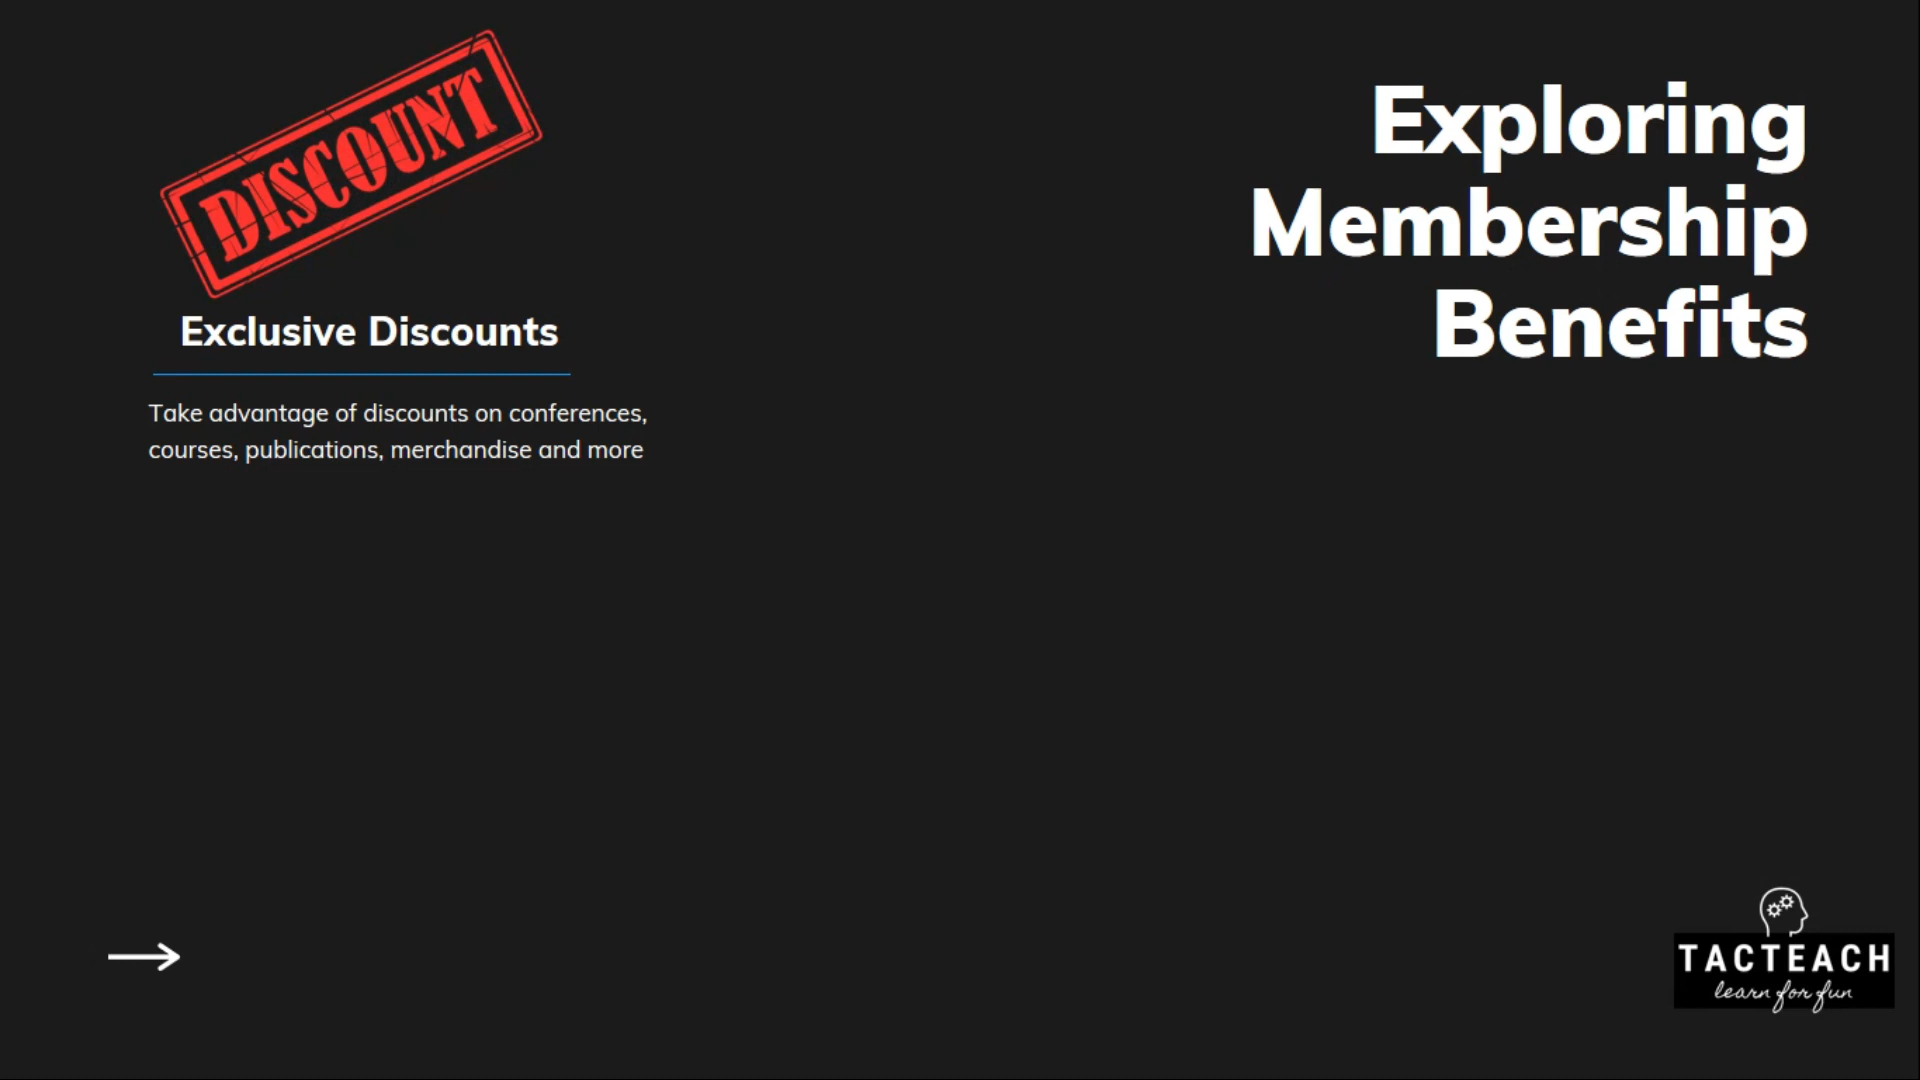 DISCOUNT
Exclusive Discounts
Take advantage of discounts on conferences,
courses, publications, merchandise and more
Exploring
Membership
Benefits
TACTEACH
learn for fun